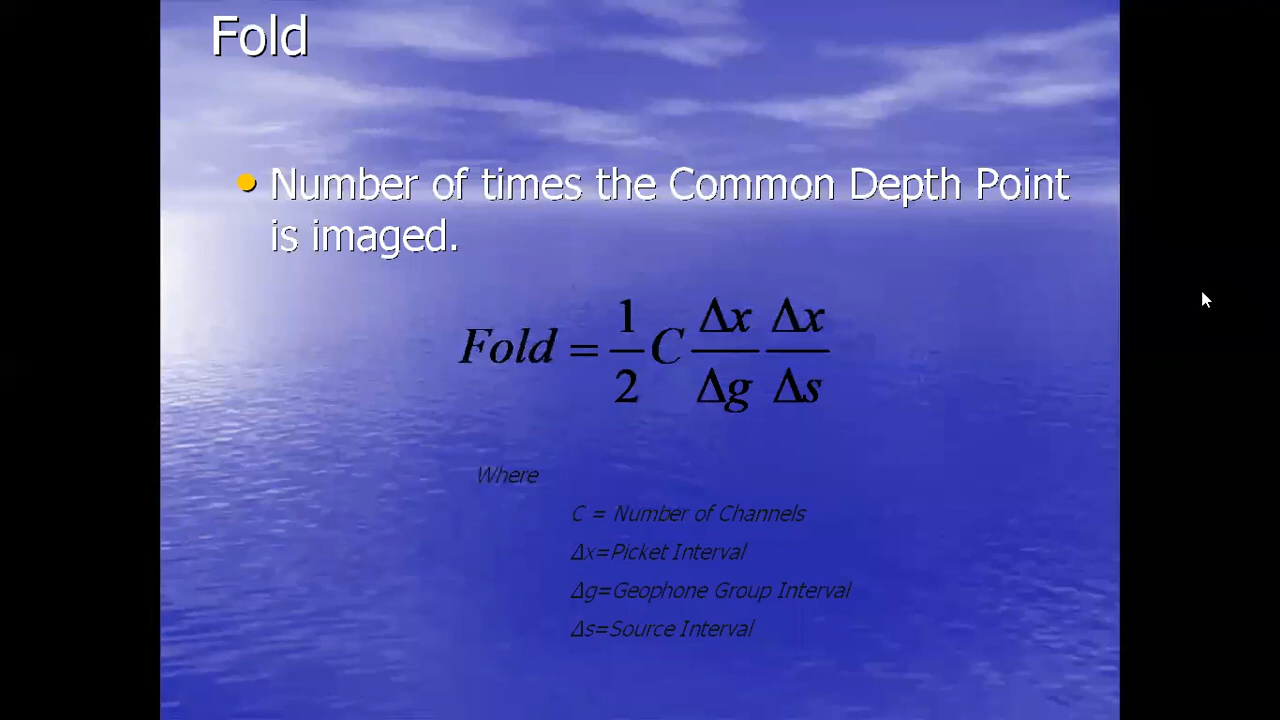 Fold
• Number of times the Common Depth Point
is imaged.
Fold = 1/2 C Δx/Δg Δx/Δs
Where
C = Number of Channels
Δx=Picket Interval
Δg=Geophone Group Interval
Δs=Source Interval